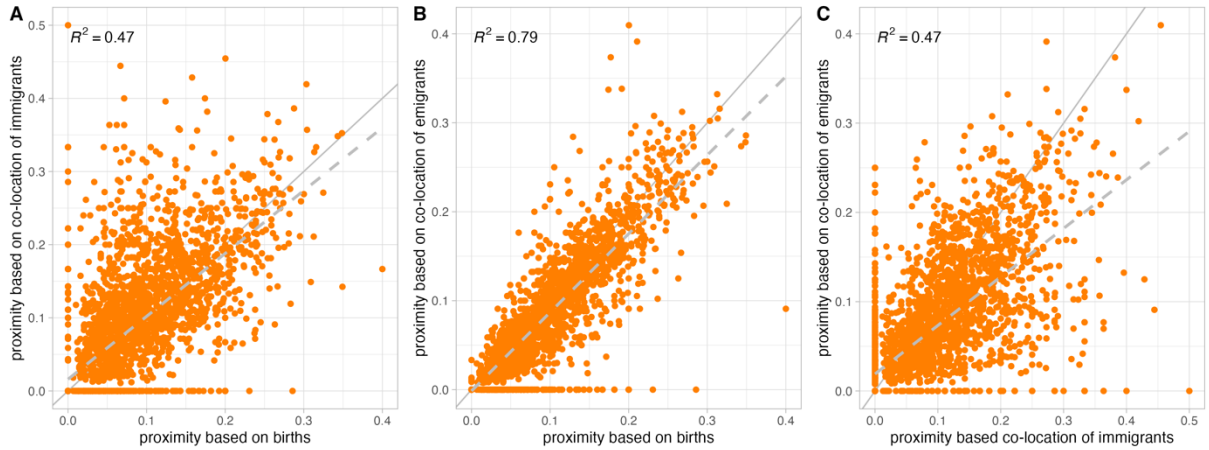 A
R² = 0.47
proximity based on co-location of immigrants
0.5
0.4
0.3
0.2
0.1
0.0
0.0 0.1 0.2 0.3 0.4
proximity based on births
B
R² = 0.79
proximity based on co-location of emigrants
0.4
0.3
0.2
0.1
0.0
0.0 0.1 0.2 0.3 0.4
proximity based on births
C
R² = 0.47
proximity based on co-location of emigrants
0.4
0.3
0.2
0.1
0.0
0.0 0.1 0.2 0.3 0.4 0.5
proximity based co-location of immigrants